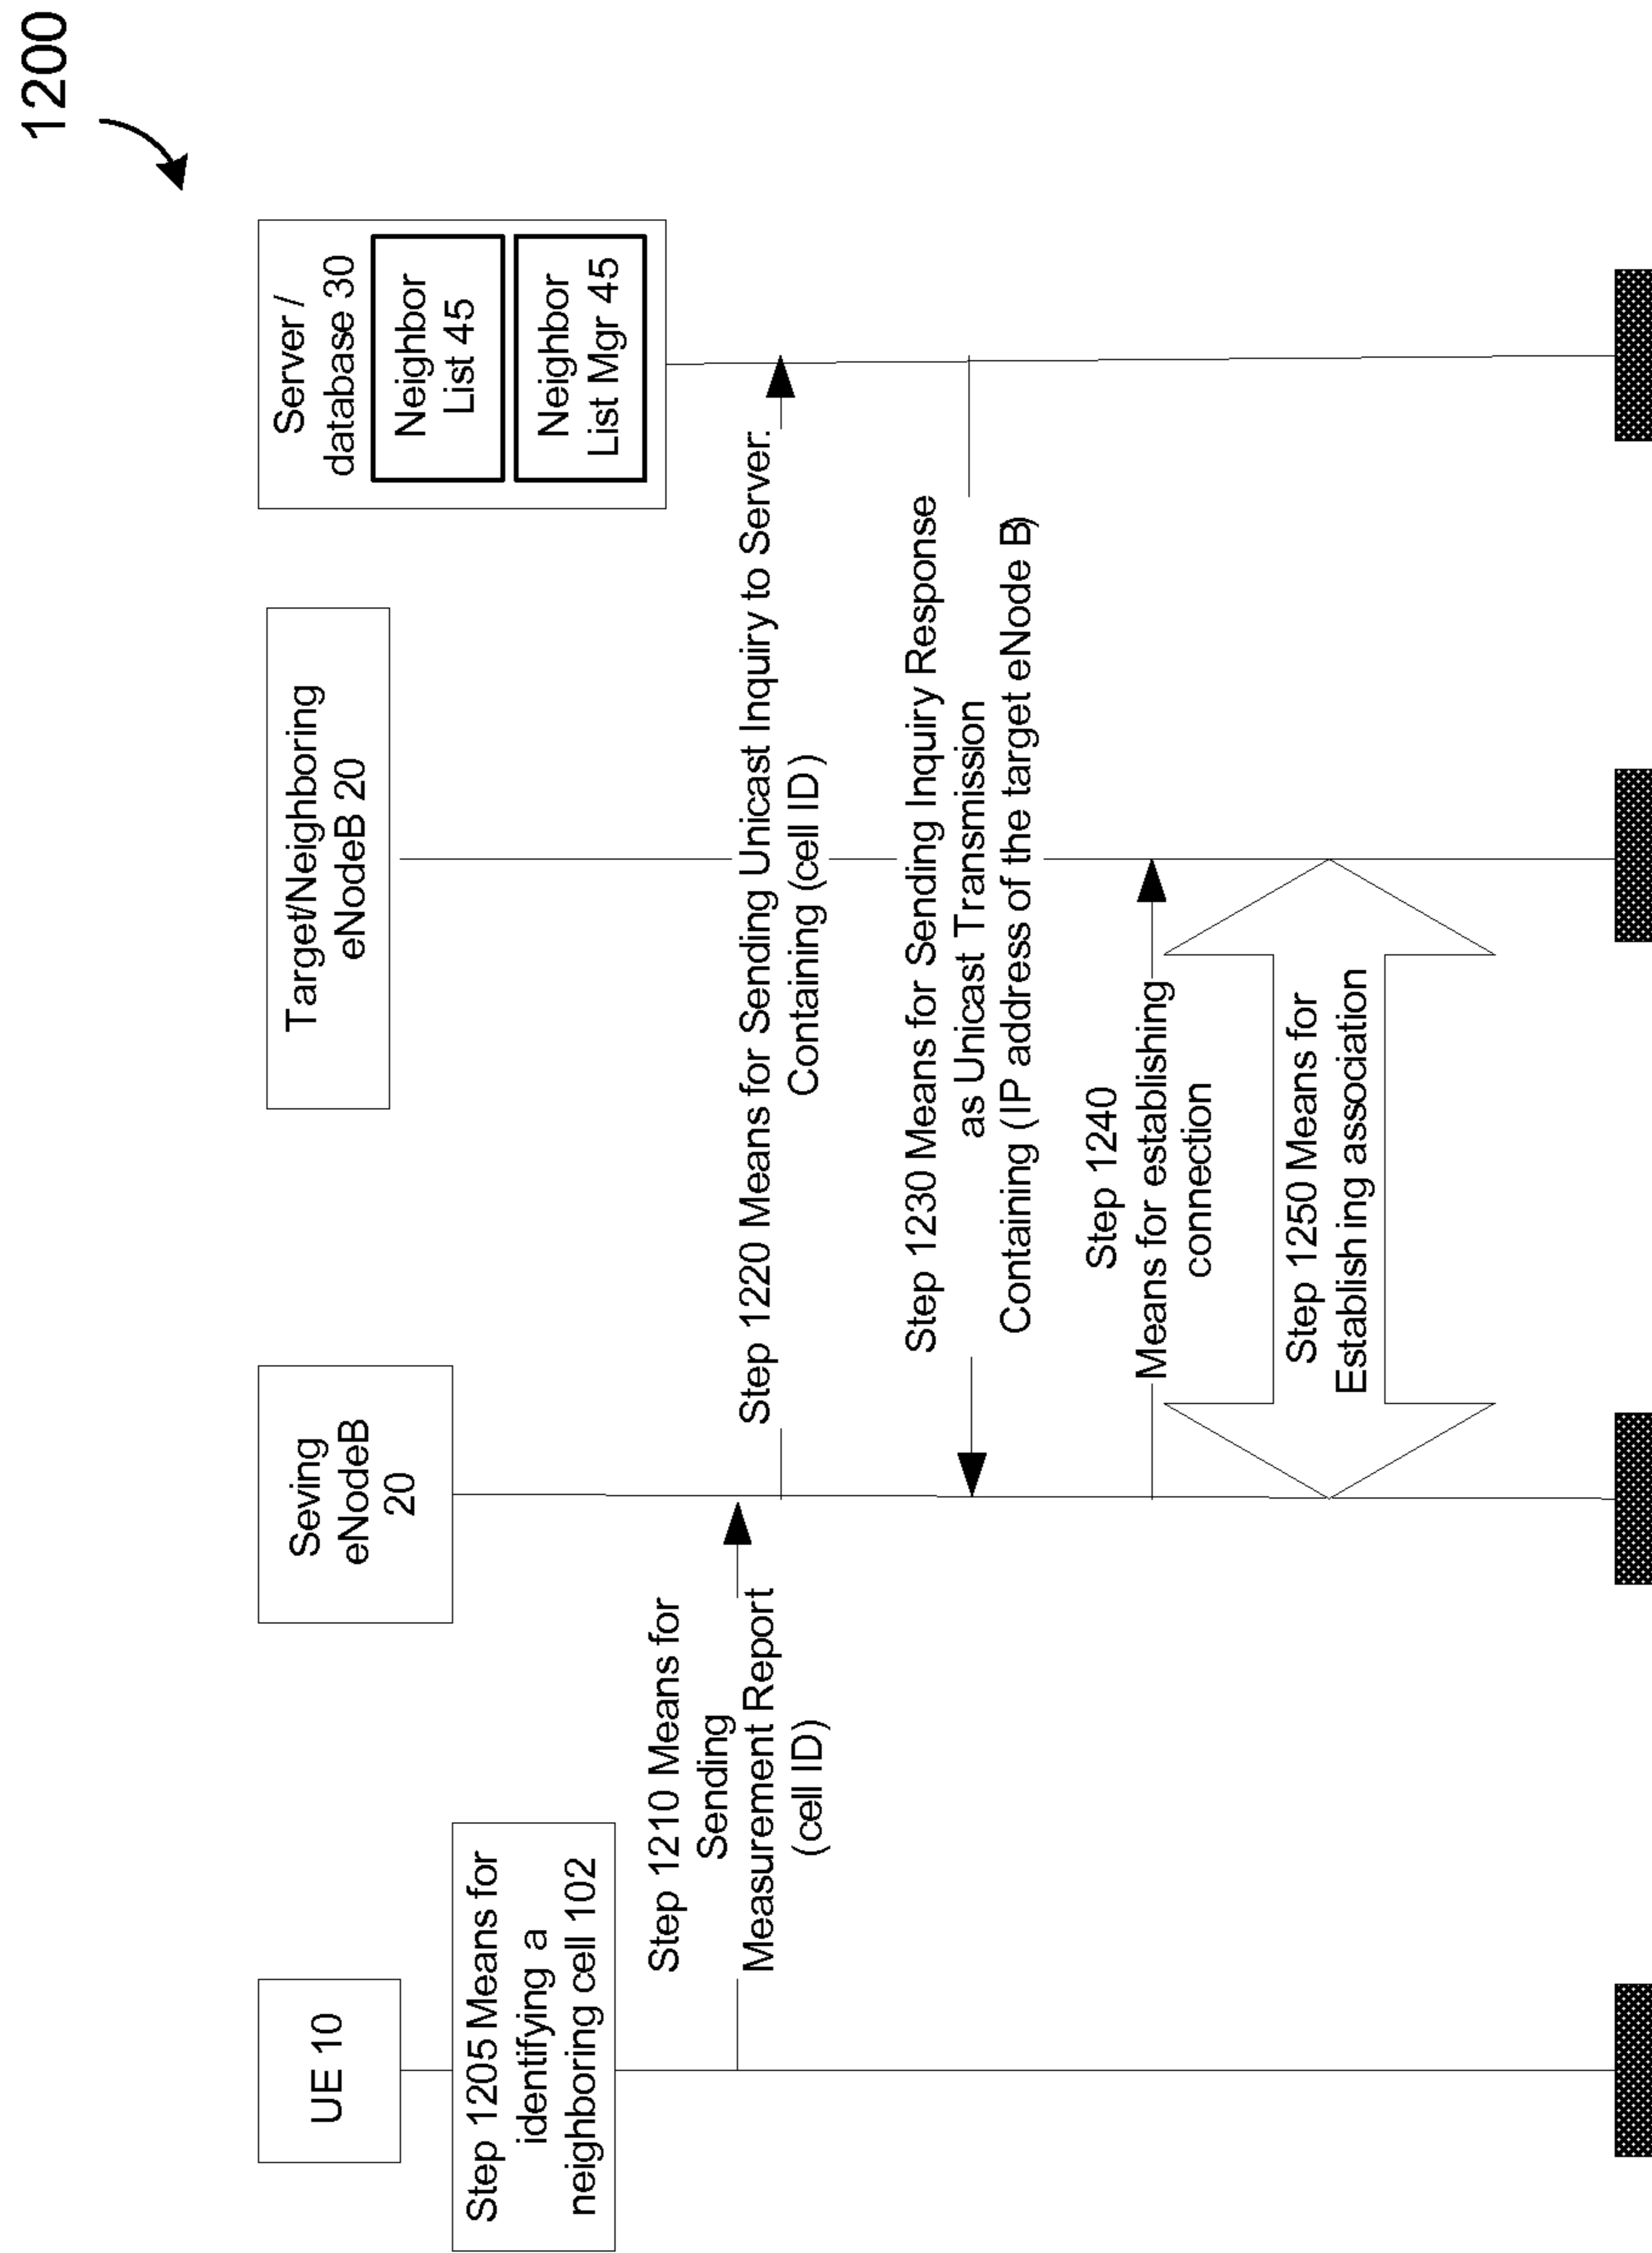 1200
UE 10
Seving
eNodeB
20
Target/Neighboring
eNodeB 20
Server /
database 30
Neighbor
List 45
Neighbor
List Mgr 45
Step 1205 Means for
identifying a
neighboring cell 102
Step 1210 Means for
Sending
Measurement Report
(cell ID)
Step 1220 Means for Sending Unicast Inquiry to Server:
Containing (cell ID)
Step 1230 Means for Sending Inquiry Response
as Unicast Transmission
Containing (IP address of the target eNode B)
Step 1240
Means for establishing
connection
Step 1250 Means for
Establish ing association